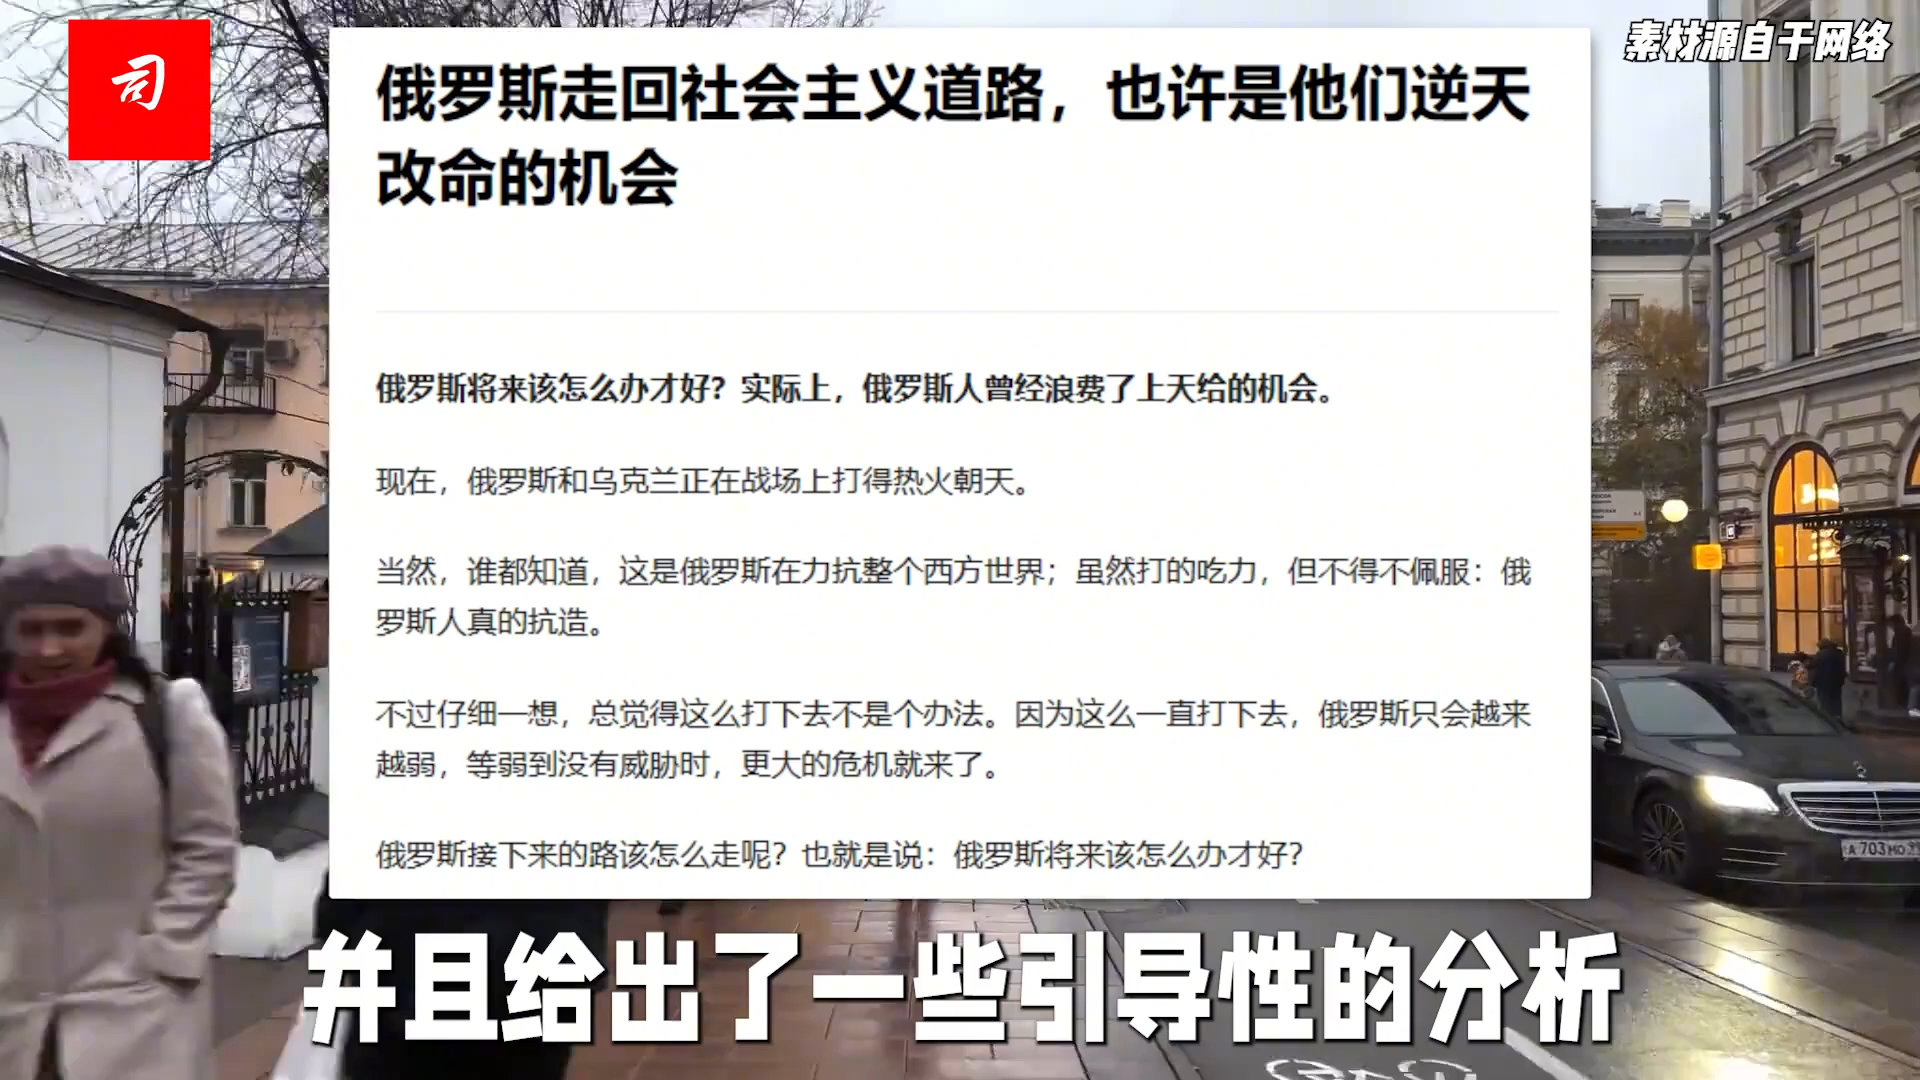 司
素材源自于网络
俄罗斯走回社会主义道路，也许是他们逆天
改命的机会
俄罗斯将来该怎么办才好？实际上，俄罗斯人曾经浪费了上天给的机会。
现在，俄罗斯和乌克兰正在战场上打得热火朝天。
当然，谁都知道，这是俄罗斯在力抗整个西方世界；虽然打的吃力，但不得不佩服：俄
罗斯人真的抗造。
不过仔细一想，总觉得这么打下去不是个办法。因为这么一直打下去，俄罗斯只会越来
越弱，等弱到没有威胁时，更大的危机就来了。
俄罗斯接下来的路该怎么走呢？也就是说：俄罗斯将来该怎么办才好？
A 703
并且给出了一些引导性的分析